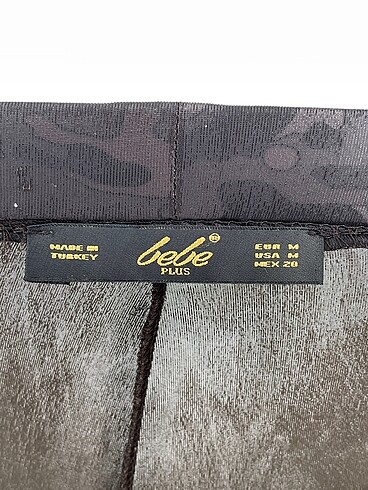 MADE IN
TURKEY
bebe®
PLUS
EUR M
USA M
MEX 28